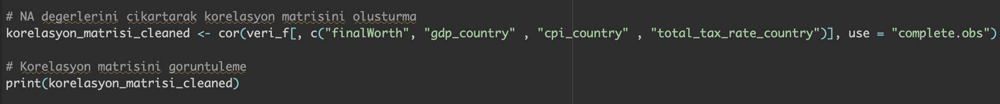 # NA degerlerini cikartarak korelasyon matrisini olusturma
korelasyon_matrisi_cleaned <- cor(veri_f[, c("finalWorth", "gdp_country" , "cpi_country" , "total_tax_rate_country")], use = "complete.obs")
# Korelasyon matrisini goruntuleme
print(korelasyon_matrisi_cleaned)